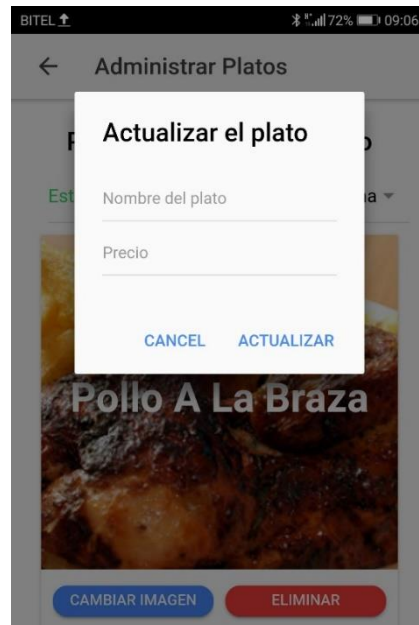 BITEL 72% 09:06
Administrar Platos
Actualizar el plato
Est
Nombre del plato
Precio
CANCEL ACTUALIZAR
Pollo A La Braza
CAMBIAR IMAGEN ELIMINAR